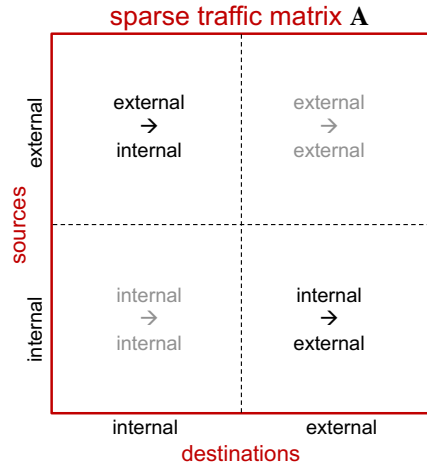 sparse traffic matrix A
external
→
internal
external
→
external
external
sources
internal
→
internal
internal
→
external
internal
internal
external
destinations